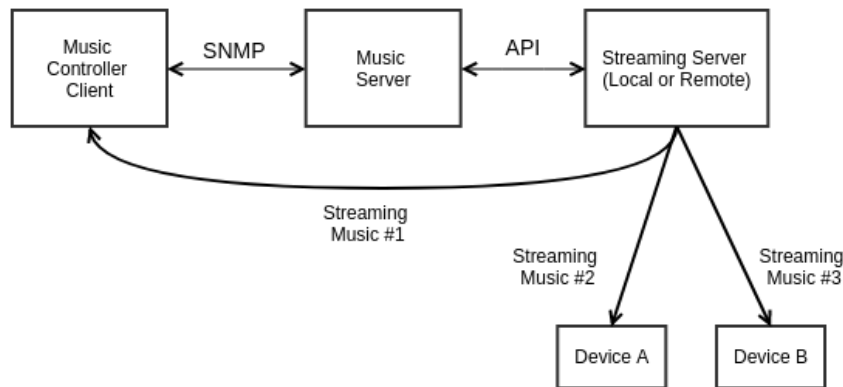 Music
Controller
Client
SNMP
Music
Server
API
Streaming Server
(Local or Remote)
Streaming
Music #1
Streaming
Music #2
Streaming
Music #3
Device A
Device B